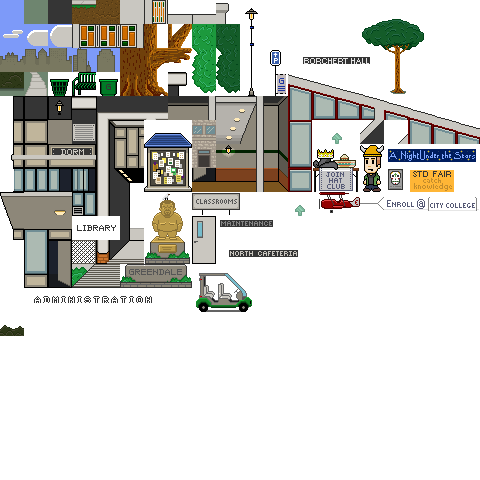 BORCHERT HALL
DORM
A Night Under the Stars
JOIN
HAT
CLUB
STD FAIR
catch
knowledge
CLASSROOMS
ENROLL @ CITY COLLEGE
MAINTENANCE
LIBRARY
NORTH CAFETERIA
GREENDALE
ADMINISTRATION